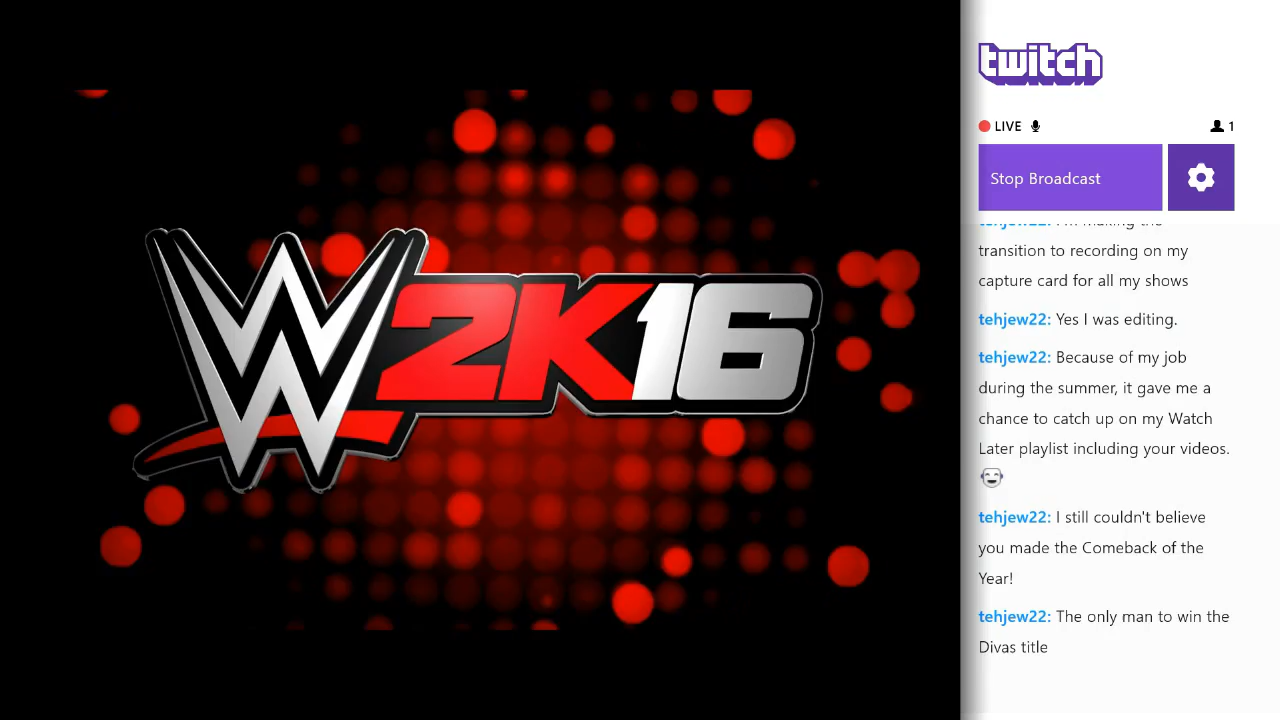 W 2K16
twitch
LIVE 1
Stop Broadcast
tehjew22: I'm making the
transition to recording on my
capture card for all my shows
tehjew22: Yes I was editing.
tehjew22: Because of my job
during the summer, it gave me a
chance to catch up on my Watch
Later playlist including your videos.
tehjew22: I still couldn't believe
you made the Comeback of the
Year!
tehjew22: The only man to win the
Divas title